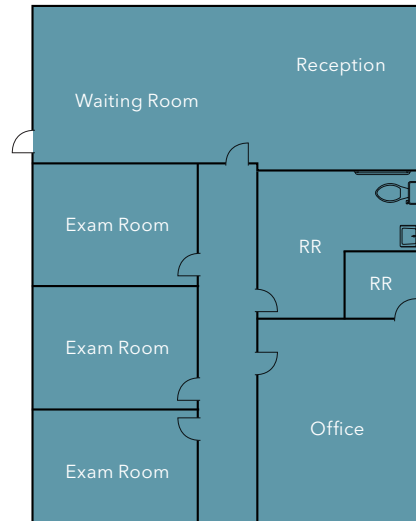 Reception
Waiting Room
Exam Room
RR
RR
Exam Room
Office
Exam Room